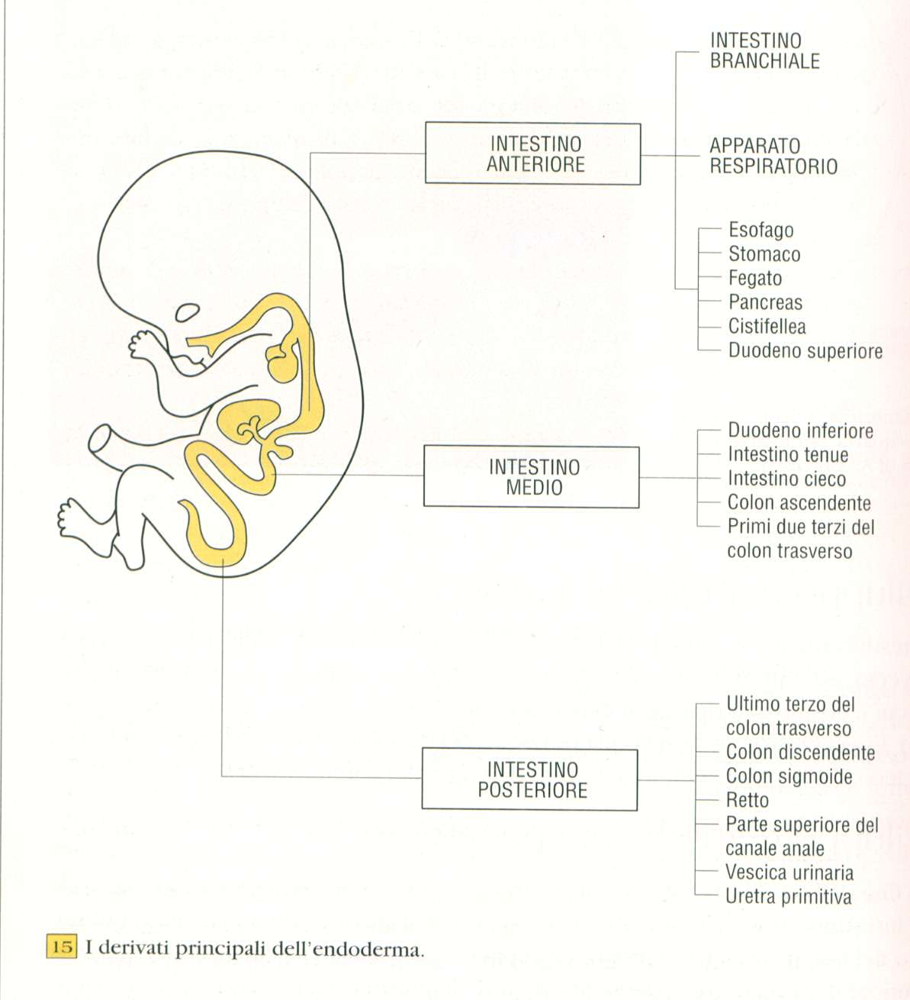 INTESTINO
BRANCHIALE
INTESTINO
ANTERIORE
APPARATO
RESPIRATORIO
Esofago
Stomaco
Fegato
Pancreas
Cistifellea
Duodeno superiore
INTESTINO
MEDIO
Duodeno inferiore
Intestino tenue
Intestino cieco
Colon ascendente
Primi due terzi del
colon trasverso
INTESTINO
POSTERIORE
Ultimo terzo del
colon trasverso
Colon discendente
Colon sigmoide
Retto
Parte superiore del
canale anale
Vescica urinaria
Uretra primitiva
15 I derivati principali dell'endoderma.